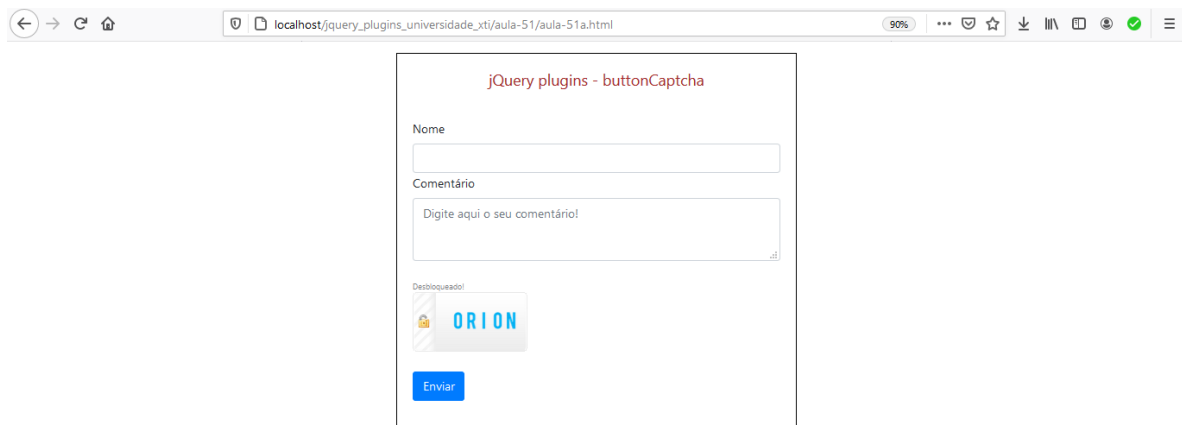 localhost/jquery_plugins_universidade_xti/aula-51/aula-51a.html 90%
jQuery plugins - buttonCaptcha
Nome
Comentário
Digite aqui o seu comentário!
Desbloqueado!
ORION
Enviar